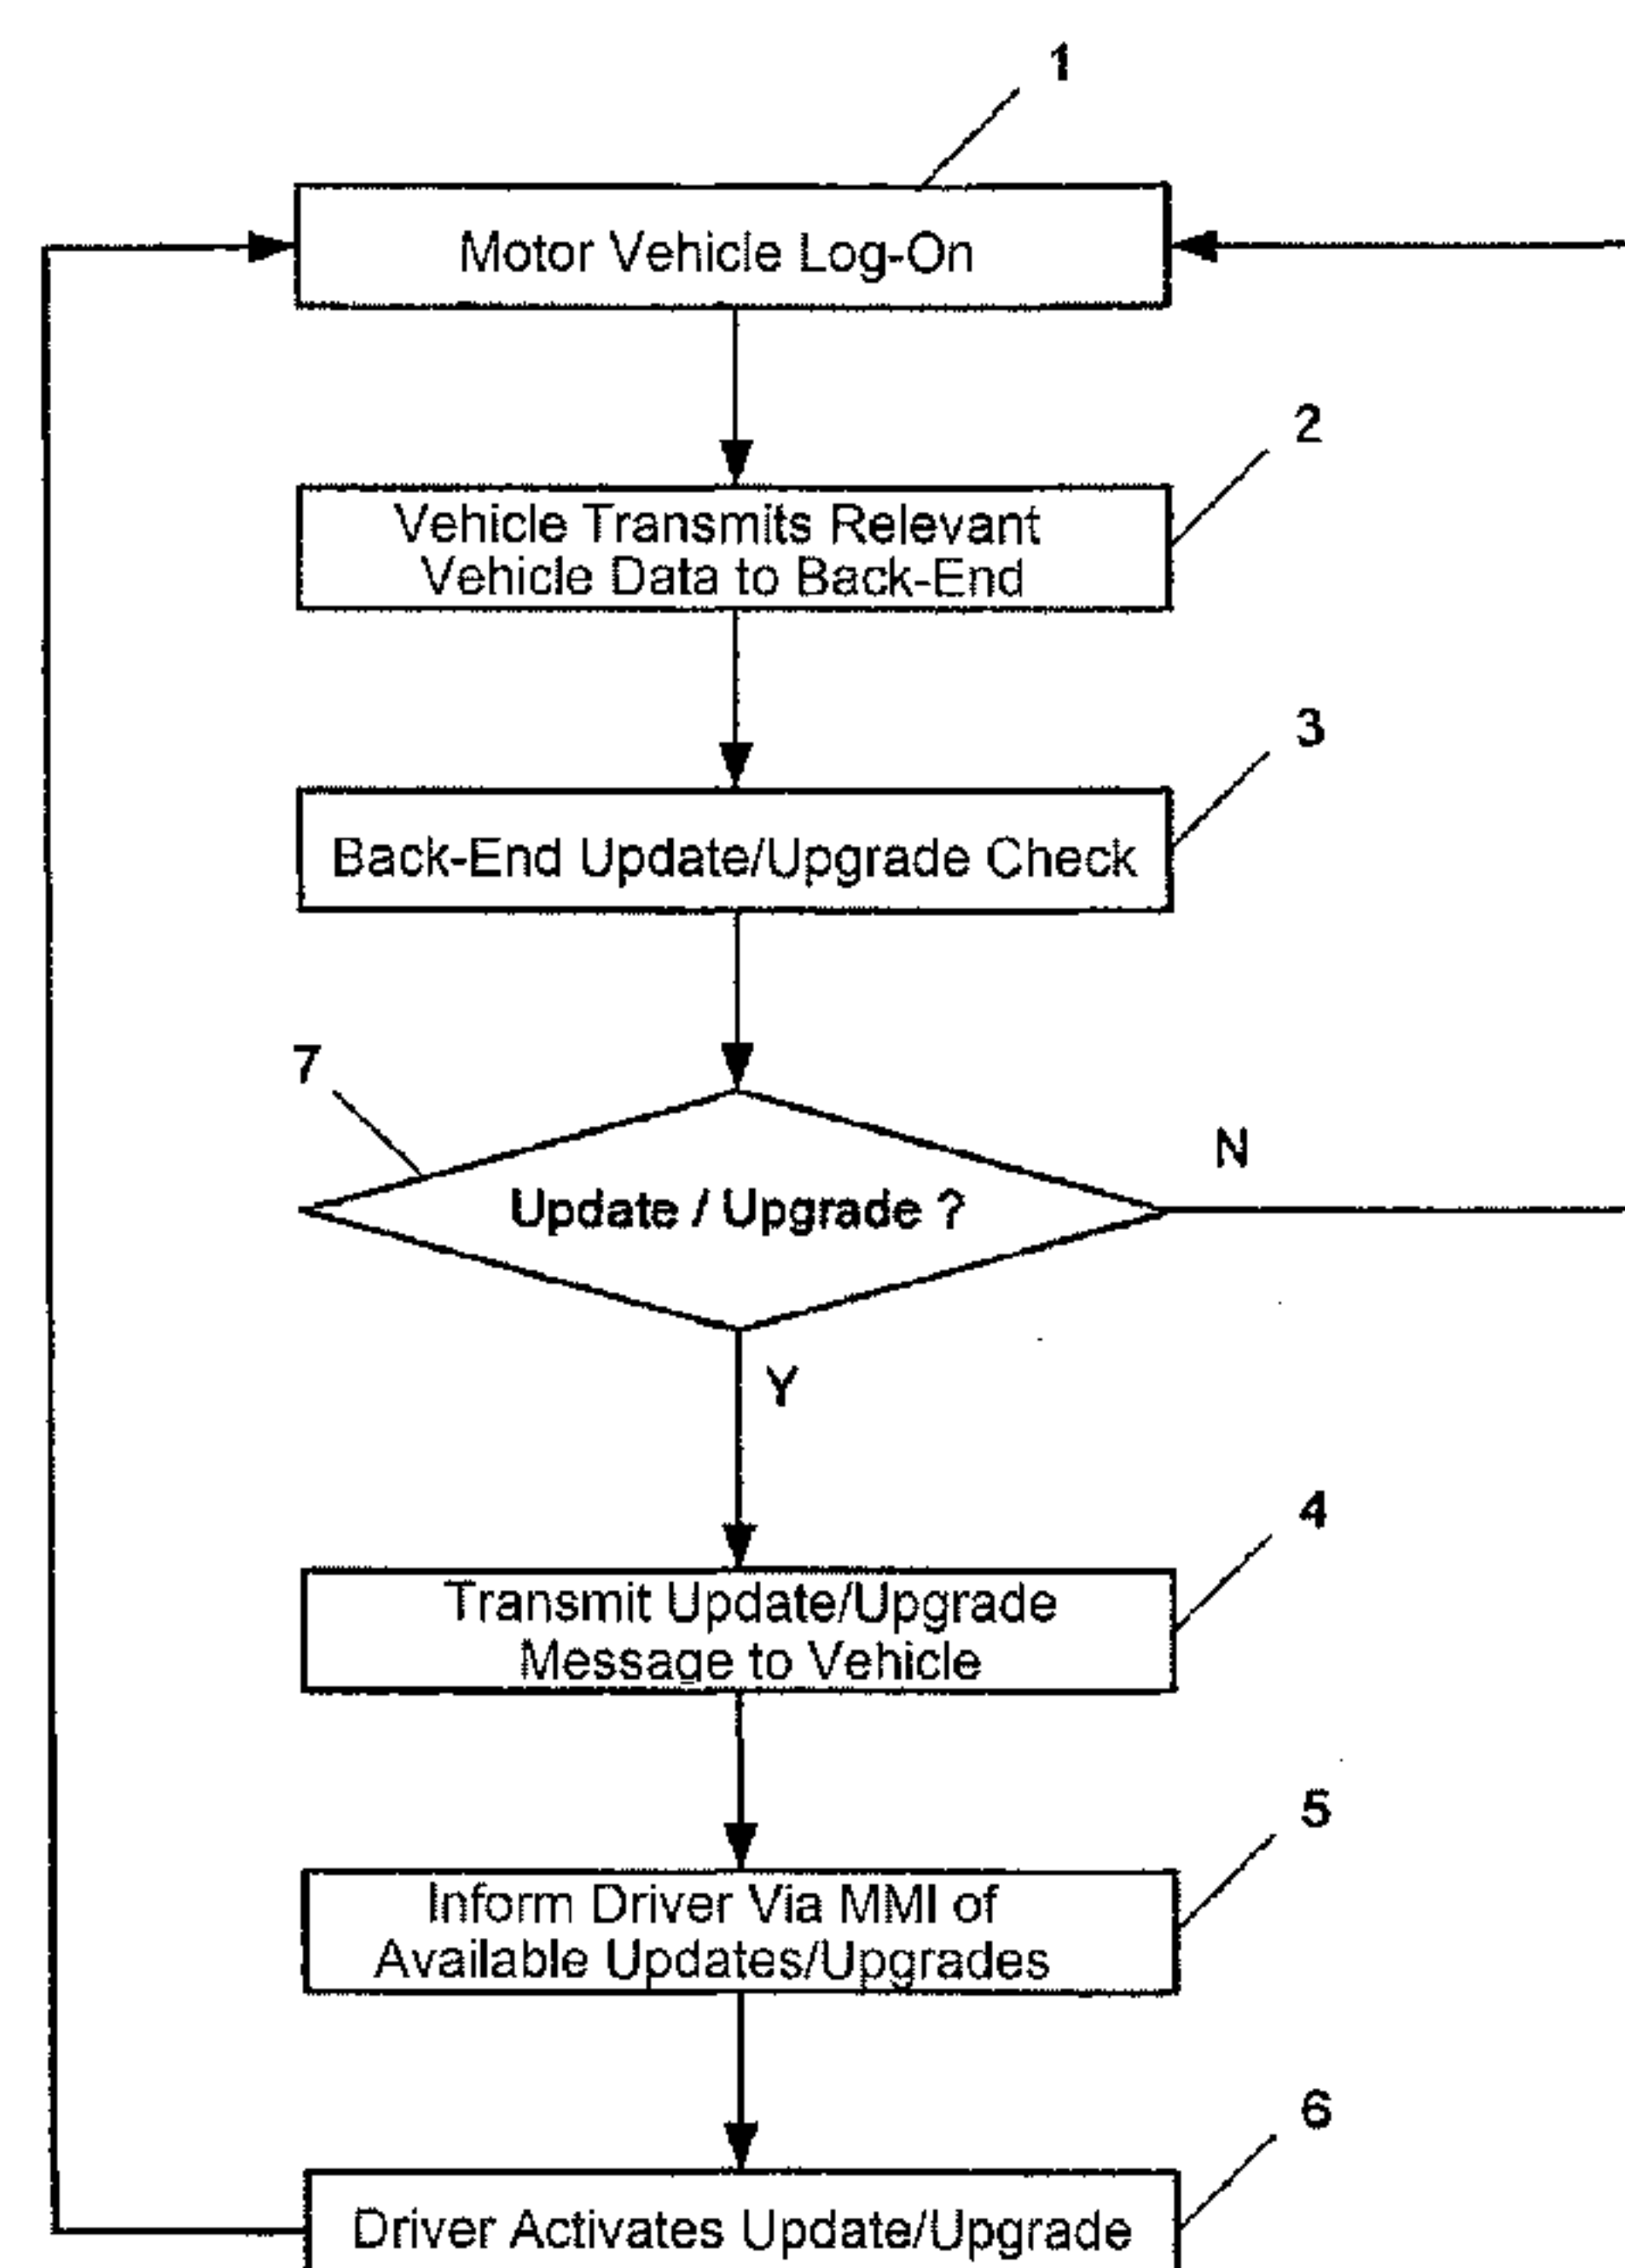 1
Motor Vehicle Log-On
2
Vehicle Transmits Relevant
Vehicle Data to Back-End
3
Back-End Update/Upgrade Check
7
N
Update / Upgrade ?
Y
4
Transmit Update/Upgrade
Message to Vehicle
5
Inform Driver Via MMI of
Available Updates/Upgrades
6
Driver Activates Update/Upgrade